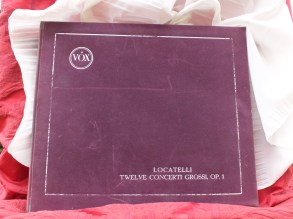 VOX
LOCATELLI
TWELVE CONCERTI GROSSI, OP. 1